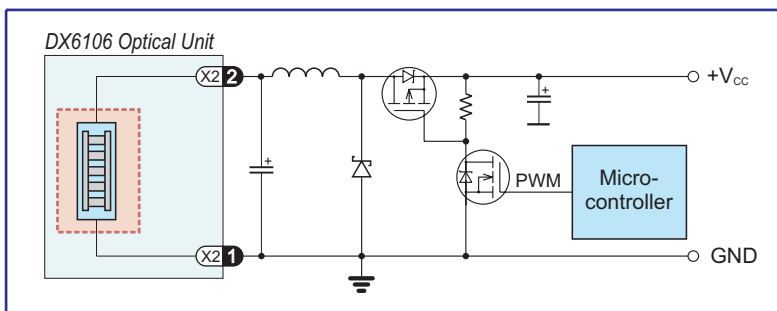 DX6106 Optical Unit
X2 2
+VCC
+
+
PWM
Micro-
controller
X2 1
GND